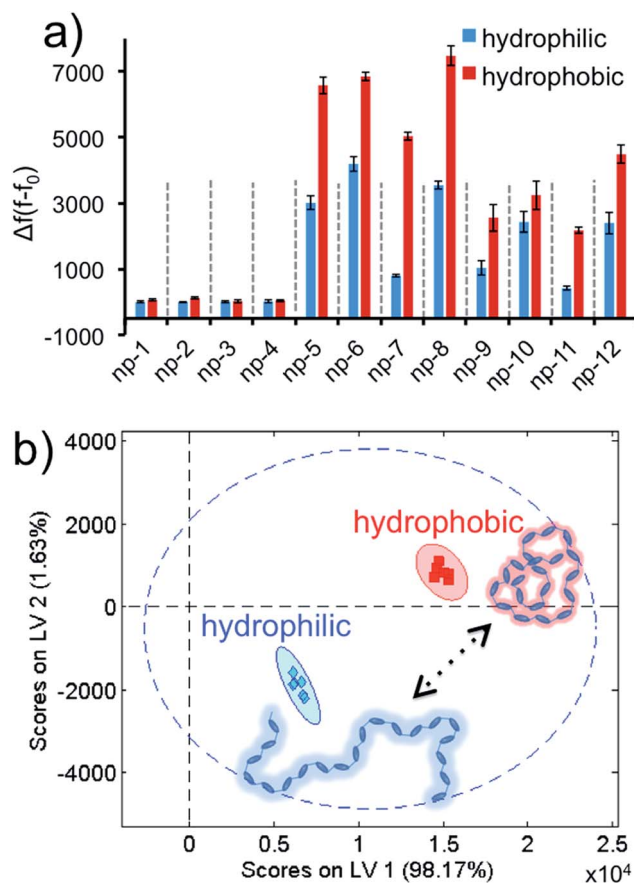 a)
hydrophilic
hydrophobic
Δf(f-f₀)
7000
5000
3000
1000
-1000
np-1
np-2
np-3
np-4
np-5
np-6
np-7
np-8
np-9
np-10
np-11
np-12
b)
Scores on LV 2 (1.63%)
4000
2000
0
-2000
-4000
hydrophobic
hydrophilic
0
0.5
1
1.5
2
2.5
x10⁴
Scores on LV 1 (98.17%)